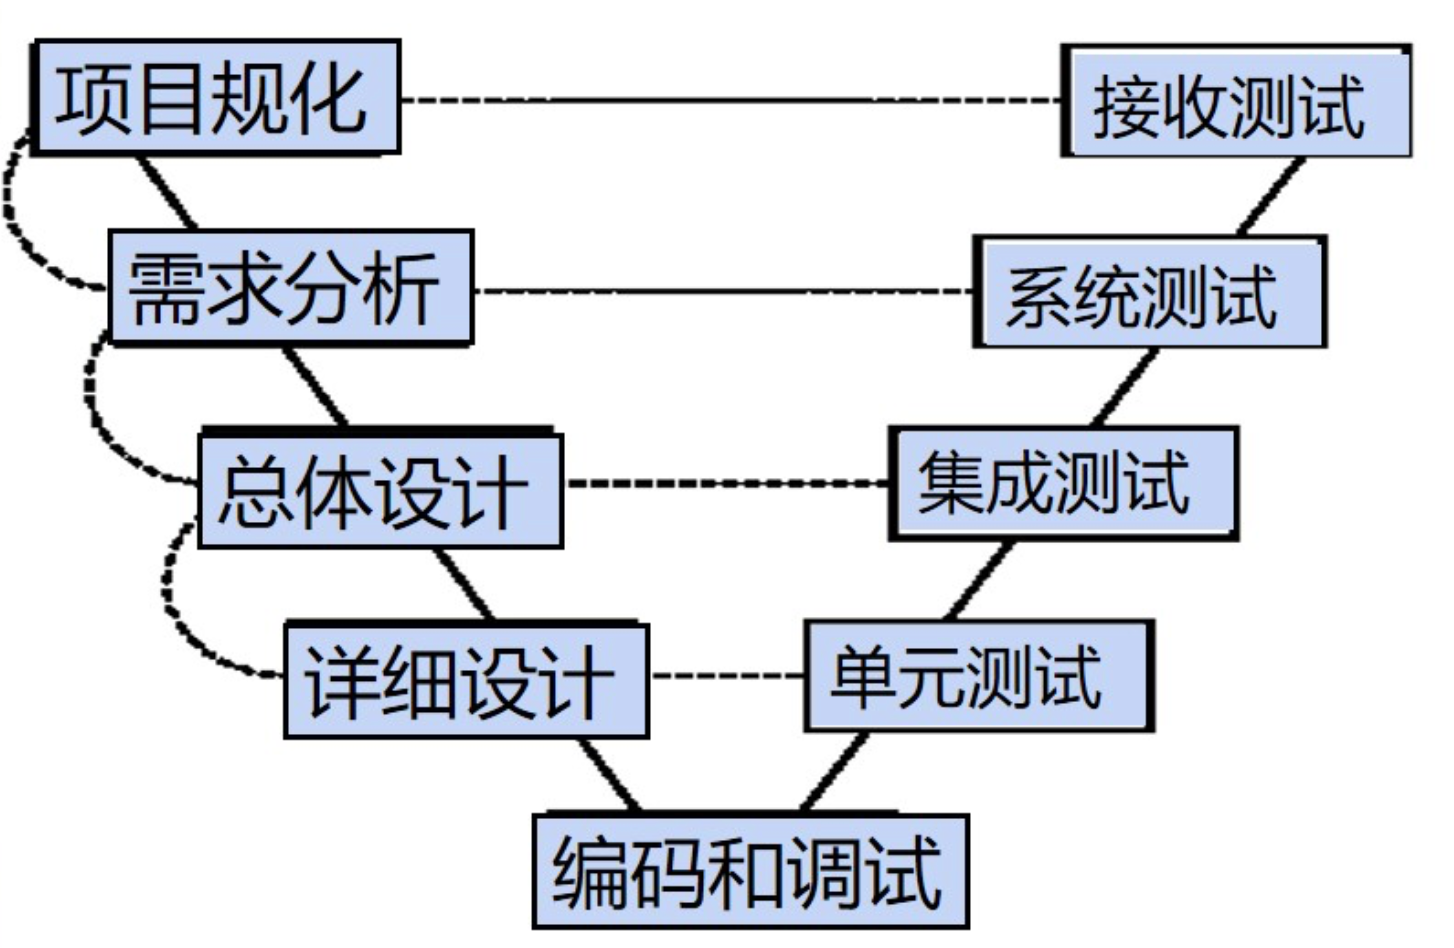 项目规化
接收测试
需求分析
系统测试
总体设计
集成测试
详细设计
单元测试
编码和调试